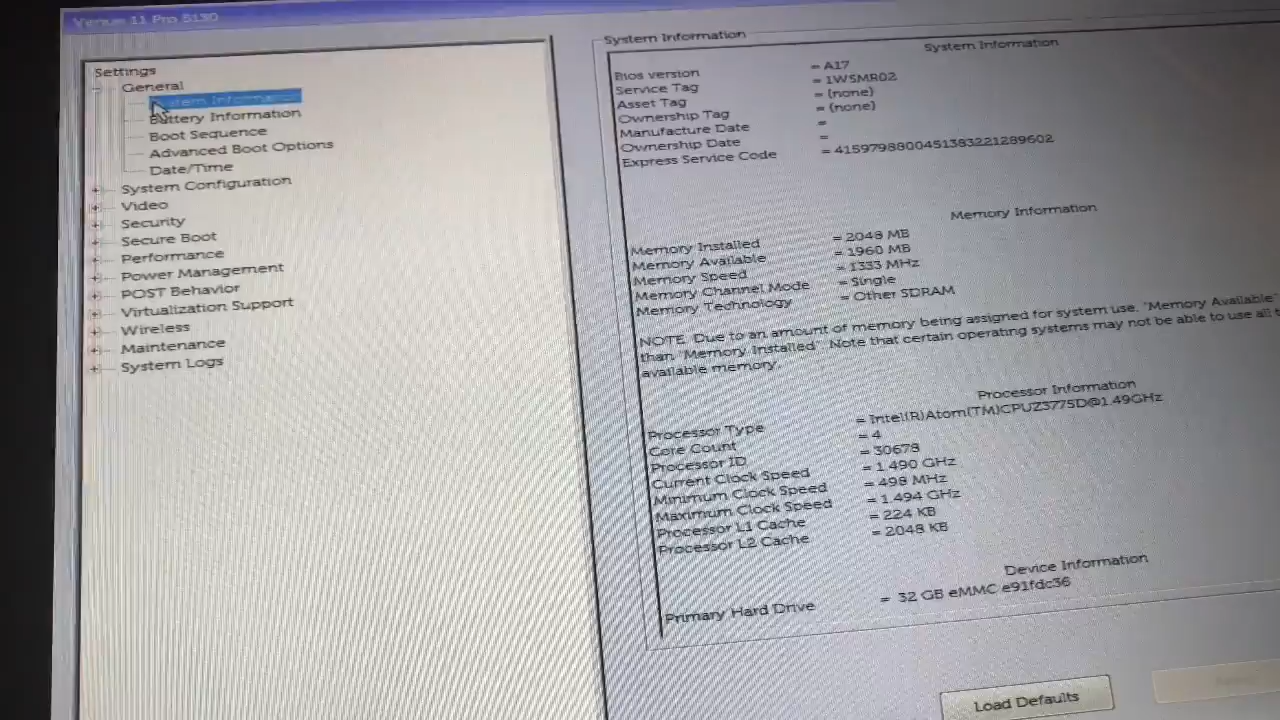 Venue 11 Pro 5130
Settings
General
System Information
Battery Information
Boot Sequence
Advanced Boot Options
Date/Time
System Configuration
Video
Security
Secure Boot
Performance
Power Management
POST Behavior
Virtualization Support
Wireless
Maintenance
System Logs
System Information
System Information
Bios version = A17
Service Tag = 1WSMR02
Asset Tag = (none)
Ownership Tag = (none)
Manufacture Date =
Ownership Date =
Express Service Code = 4159798800451383221289602
Memory Information
Memory Installed = 2048 MB
Memory Available = 1960 MB
Memory Speed = 1333 MHz
Memory Channel Mode = Single
Memory Technology = Other SDRAM
NOTE: Due to an amount of memory being assigned for system use, "Memory Available"
than "Memory Installed". Note that certain operating systems may not be able to use all
available memory.
Processor Information
Processor Type = Intel(R)Atom(TM)CPUZ3775D@1.49GHz
Core Count = 4
Processor ID = 30678
Current Clock Speed = 1.490 GHz
Minimum Clock Speed = 498 MHz
Maximum Clock Speed = 1.494 GHz
Processor L1 Cache = 224 KB
Processor L2 Cache = 2048 KB
Device Information
Primary Hard Drive = 32 GB eMMC e91fdc36
Load Defaults